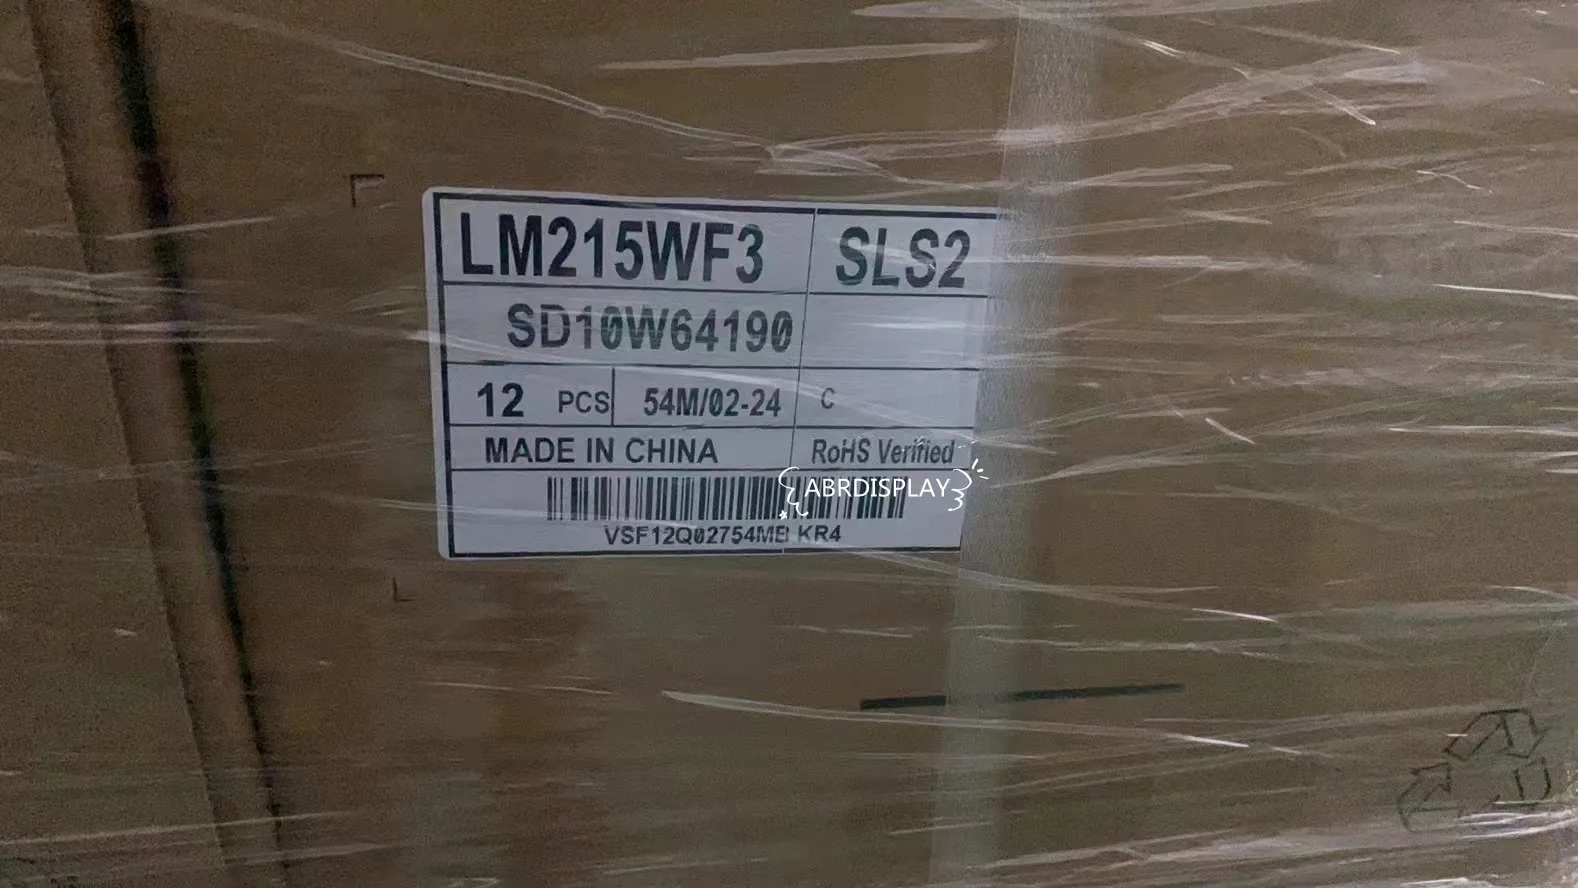 LM215WF3 SLS2
SD10W64190
12 PCS 54M/02-24 C
MADE IN CHINA RoHS Verified
ABRDISPLAY
VSF12Q02754MB KR4